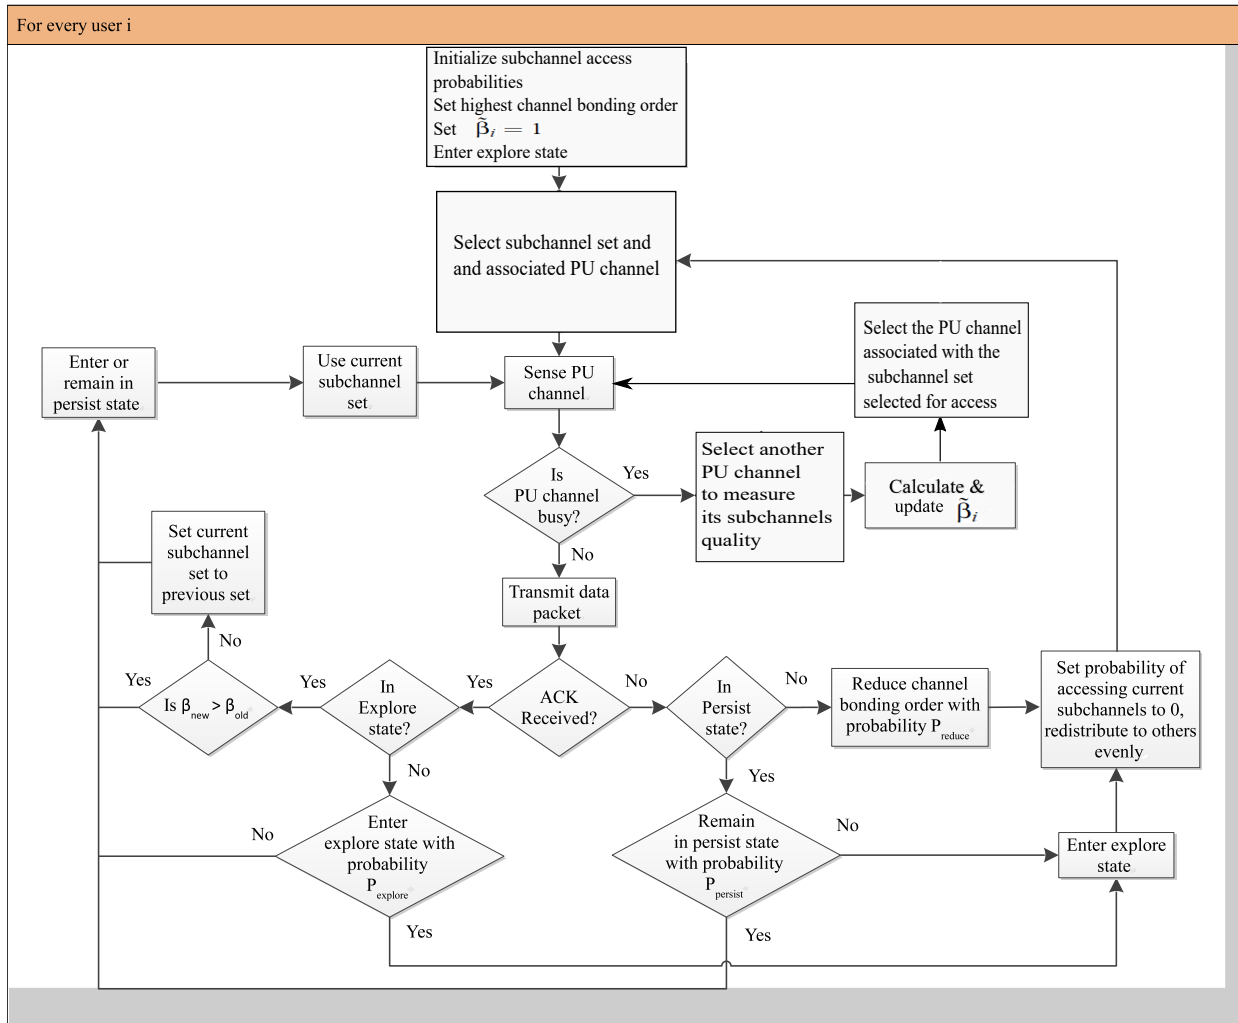 For every user i
Initialize subchannel access
probabilities
Set highest channel bonding order
Set β̃ᵢ = 1
Enter explore state
Select subchannel set and
and associated PU channel
Select the PU channel
associated with the
subchannel set
selected for access
Enter or
remain in
persist state
Use current
subchannel
set
Sense PU
channel
Is
PU channel
busy?
Yes
Select another
PU channel
to measure
its subchannels
quality
Calculate &
update β̃ᵢ
No
Set current
subchannel
set to
previous set
No
Transmit data
packet
Yes
Is βnew > βold
Yes
In
Explore
state?
Yes
ACK
Received?
No
In
Persist
state?
No
Reduce channel
bonding order with
probability Preduce
Set probability of
accessing current
subchannels to 0,
redistribute to others
evenly
No
Yes
No
Enter
explore state with
probability
Pexplore
Remain
in persist state
with probability
Ppersist
No
Enter explore
state
Yes
Yes